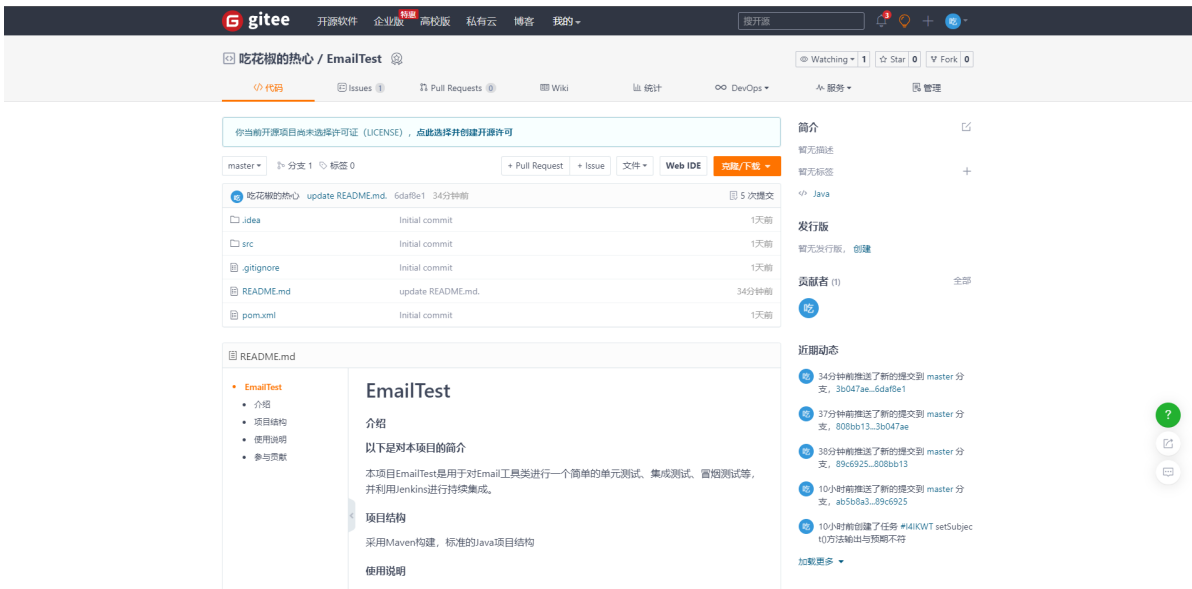 gitee 开源软件 企业版 特惠 高校版 私有云 博客 我的 搜开源 3 吃
吃花椒的热心 / EmailTest Watching 1 Star 0 Fork 0
代码 Issues 1 Pull Requests 0 Wiki 统计 DevOps 服务 管理
你当前开源项目尚未选择许可证（LICENSE），点此选择并创建开源许可
master 分支 1 标签 0 + Pull Request + Issue 文件 Web IDE 克隆/下载
吃 吃花椒的热心 update README.md. 6daf8e1 34分钟前 5 次提交
.idea Initial commit 1天前
src Initial commit 1天前
.gitignore Initial commit 1天前
README.md update README.md. 34分钟前
pom.xml Initial commit 1天前
README.md
EmailTest
介绍
项目结构
使用说明
参与贡献
EmailTest
介绍
以下是对本项目的简介
本项目EmailTest是用于对Email工具类进行一个简单的单元测试、集成测试、冒烟测试等，
并利用Jenkins进行持续集成。
项目结构
采用Maven构建，标准的Java项目结构
使用说明
简介
暂无描述
暂无标签
Java
发行版
暂无发行版，创建
贡献者 (1) 全部
吃
近期动态
吃 34分钟前推送了新的提交到 master 分
支，3b047ae...6daf8e1
吃 37分钟前推送了新的提交到 master 分
支，808bb13...3b047ae
吃 38分钟前推送了新的提交到 master 分
支，89c6925...808bb13
吃 10小时前推送了新的提交到 master 分
支，ab5b8a3...89c6925
吃 10小时前创建了任务 #I4IKWT setSubjec
t()方法输出与预期不符
加载更多
?